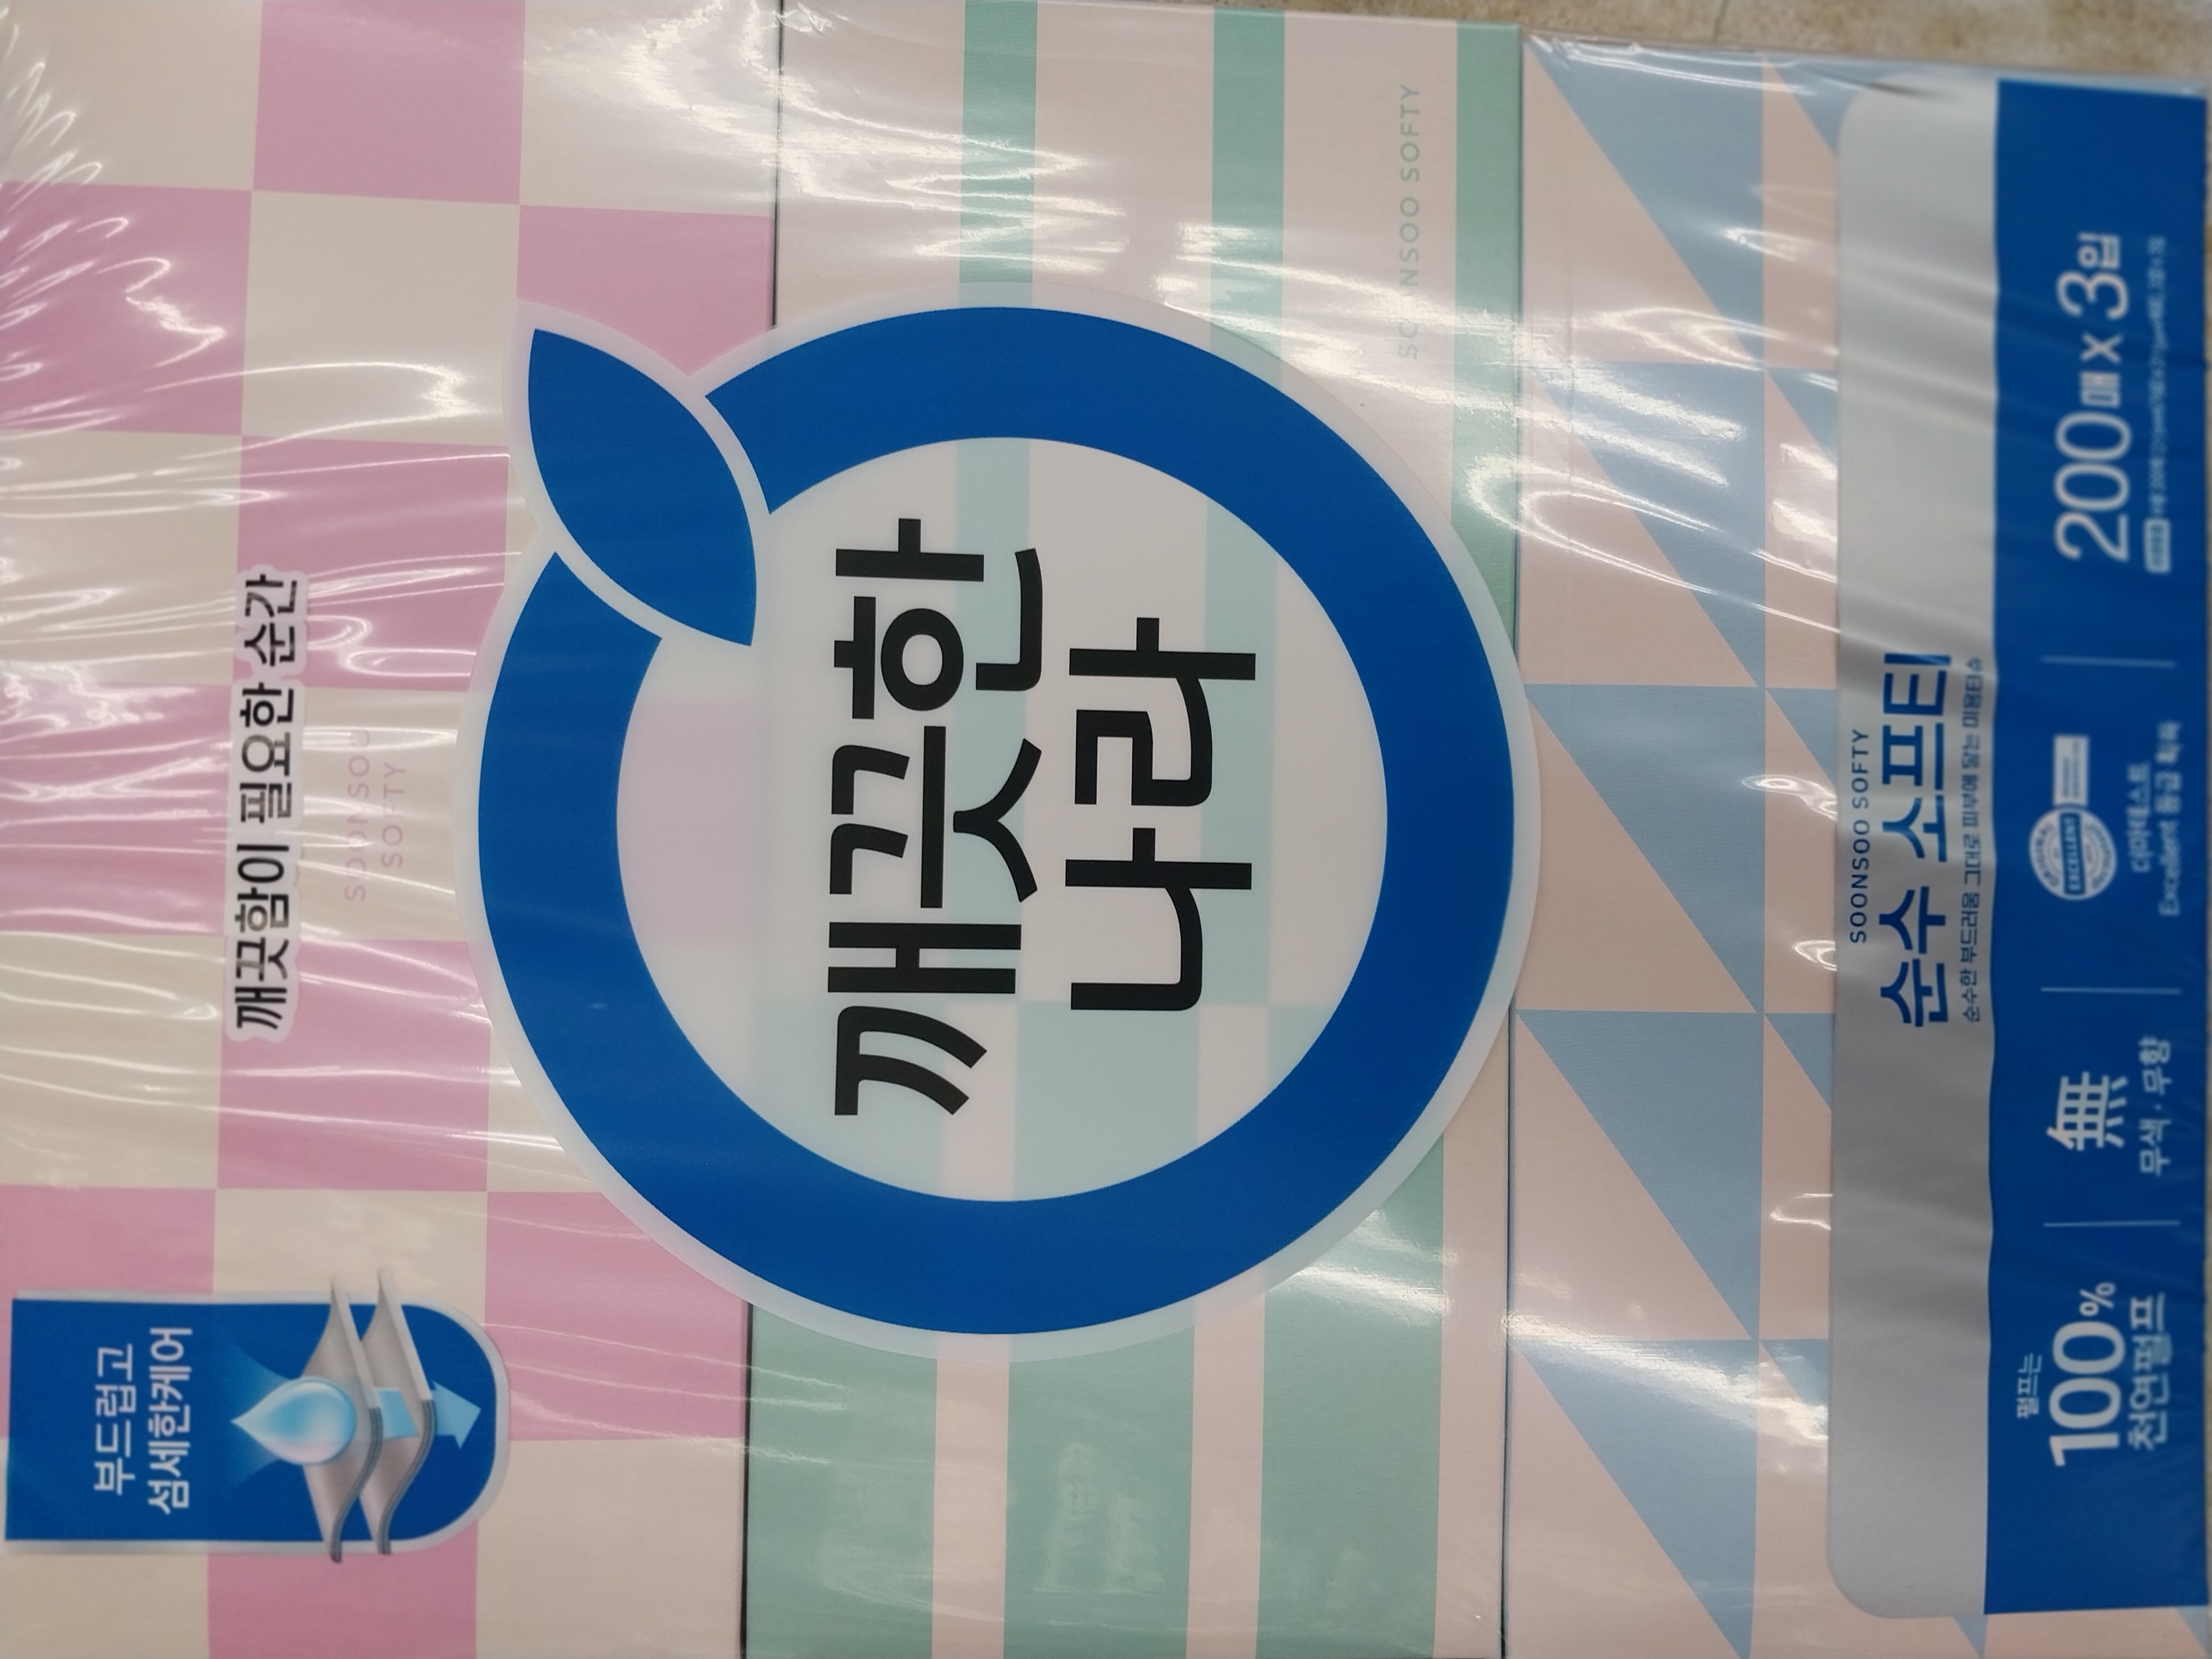 부드럽고
섬세한케어
깨끗함이 필요한 순간
SOONSOO
SOFTY
깨끗한
나라
SOONSOO SOFTY
SOONSOO SOFTY
순수 소프티
순수한 부드러움 그대로 피부에 닿는 미용티슈
펄프는
100%
천연펄프
無
무색·무향
EXCELLENT
더마테스트
Excellent 등급 획득
200매 x 3입